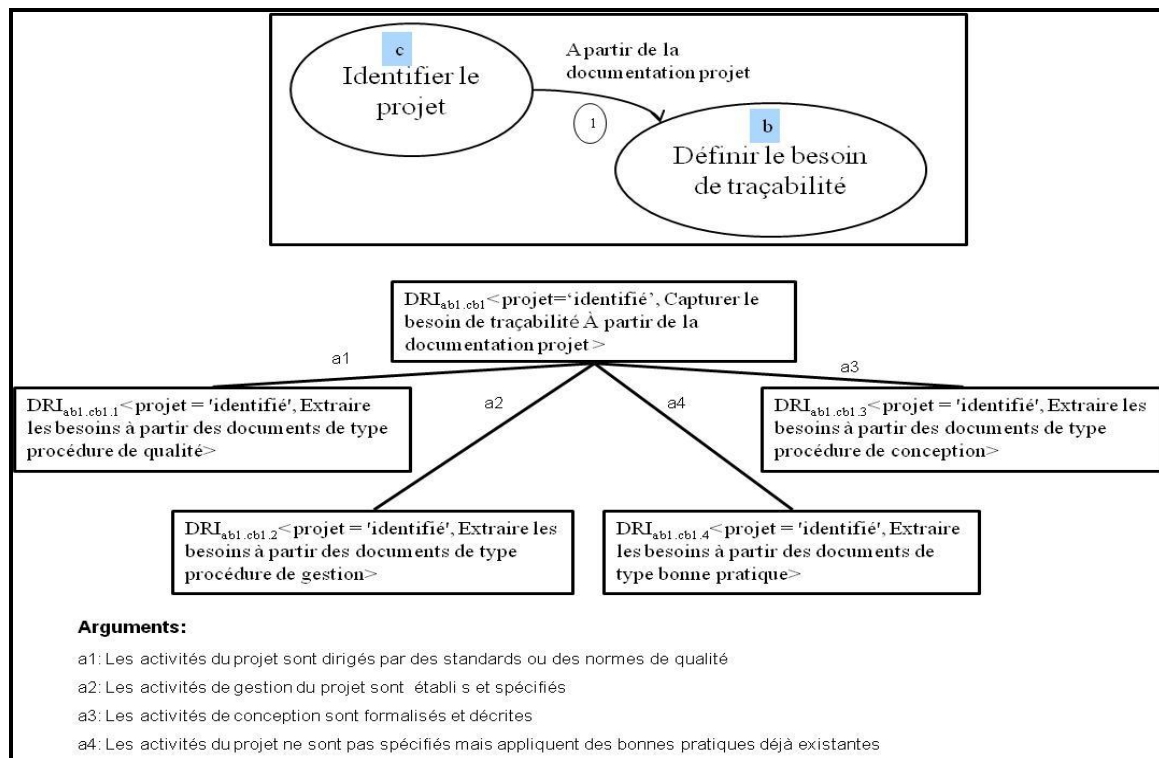 c
Identifier le
projet
A partir de la
documentation projet
1
b
Définir le besoin
de traçabilité
DRIab1.cb1<projet=‘identifié’, Capturer le
besoin de traçabilité À partir de la
documentation projet>
a1
a2
a4
a3
DRIab1.cb1.1<projet = 'identifié', Extraire
les besoins à partir des documents de type
procédure de qualité>
DRIab1.cb1.3<projet = 'identifié', Extraire les
besoins à partir des documents de type
procédure de conception>
DRIab1.cb1.2<projet = 'identifié', Extraire les
besoins à partir des documents de type
procédure de gestion>
DRIab1.cb1.4<projet = 'identifié', Extraire
les besoins à partir des documents de
type bonne pratique>
Arguments:
a1: Les activités du projet sont dirigés par des standards ou des normes de qualité
a2: Les activités de gestion du projet sont établi s et spécifiés
a3: Les activités de conception sont formalisés et décrites
a4: Les activités du projet ne sont pas spécifiés mais appliquent des bonnes pratiques déjà existantes